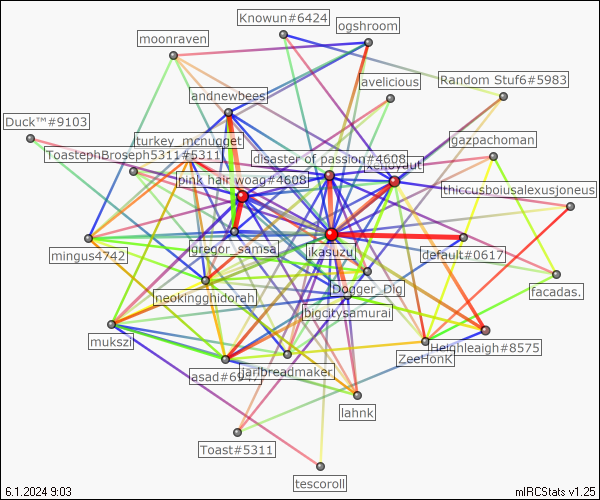 Knowun#6424
ogshroom
moonraven
avelicious
Random Stuf6#5983
andnewbees
Duck™#9103
turkey_mcnugget
gazpachoman
ToastephBroseph5311#5311
disaster of passion#4608
pink hair woag#4608
thiccusboiusalexusjoneus
mingus4742
gregor_samsa
ikasuzu
default#0617
Dogger_Dig
facadas.
neokingghidorah
bigcitysamurai
mukszi
Heighleaigh#8575
ZeeHonk
garlbreadmaker
asad#6947
lahnk
Toast#5311
tescoroll
6.1.2024 9:03
mIRCStats v1.25